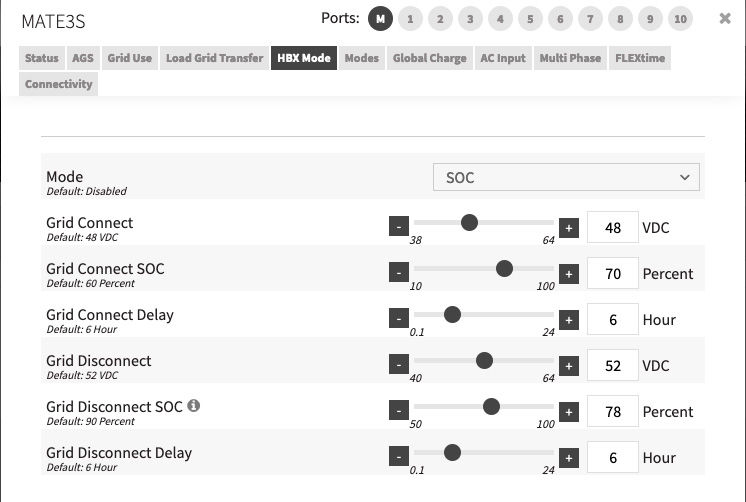 MATE3S
Ports: M 1 2 3 4 5 6 7 8 9 10 ×
Status AGS Grid Use Load Grid Transfer HBX Mode Modes Global Charge AC Input Multi Phase FLEXtime
Connectivity
Mode
Default: Disabled
SOC
Grid Connect
Default: 48 VDC
- 38 64 + 48 VDC
Grid Connect SOC
Default: 60 Percent
- 10 100 + 70 Percent
Grid Connect Delay
Default: 6 Hour
- 0.1 24 + 6 Hour
Grid Disconnect
Default: 52 VDC
- 40 64 + 52 VDC
Grid Disconnect SOC i
Default: 90 Percent
- 50 100 + 78 Percent
Grid Disconnect Delay
Default: 6 Hour
- 0.1 24 + 6 Hour